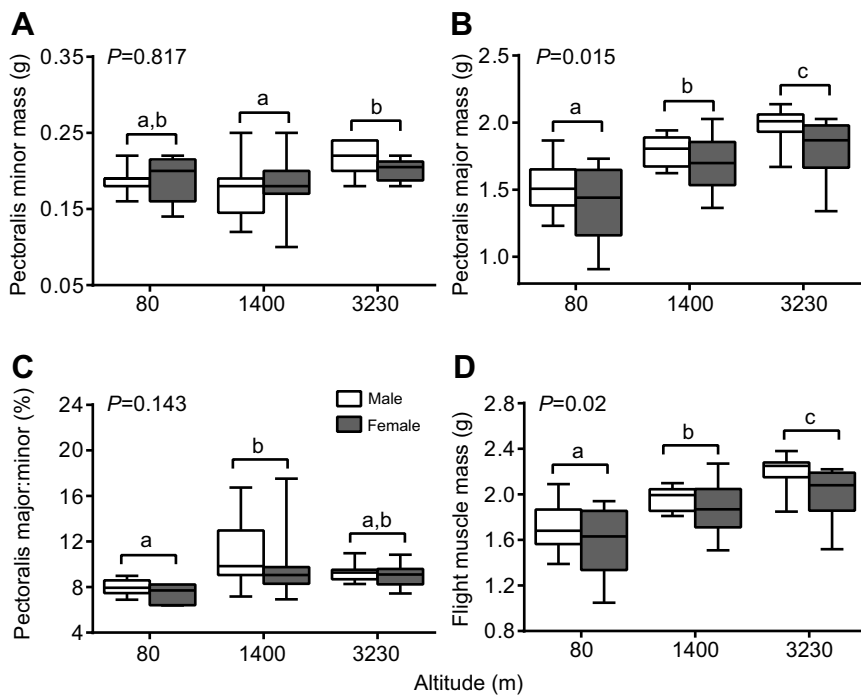 A
Pectoralis minor mass (g)
P=0.817
0.35
0.25
0.15
0.05
a,b
a
b
80
1400
3230
B
Pectoralis major mass (g)
P=0.015
2.5
2.0
1.5
1.0
a
b
c
80
1400
3230
C
Pectoralis major:minor (%)
P=0.143
24
20
16
12
8
4
Male
Female
a
b
a,b
80
1400
3230
D
Flight muscle mass (g)
P=0.02
2.8
2.4
2.0
1.6
1.2
0.8
a
b
c
80
1400
3230
Altitude (m)